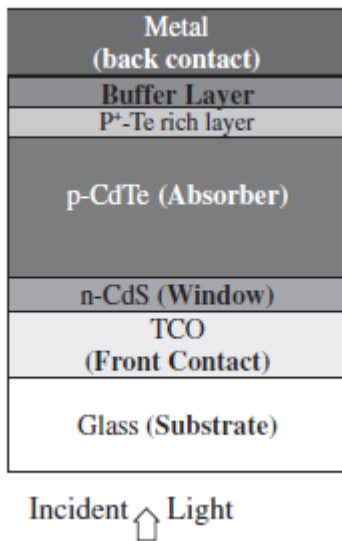 Metal
(back contact)
Buffer Layer
P⁺-Te rich layer
p-CdTe (Absorber)
n-CdS (Window)
TCO
(Front Contact)
Glass (Substrate)
Incident Light